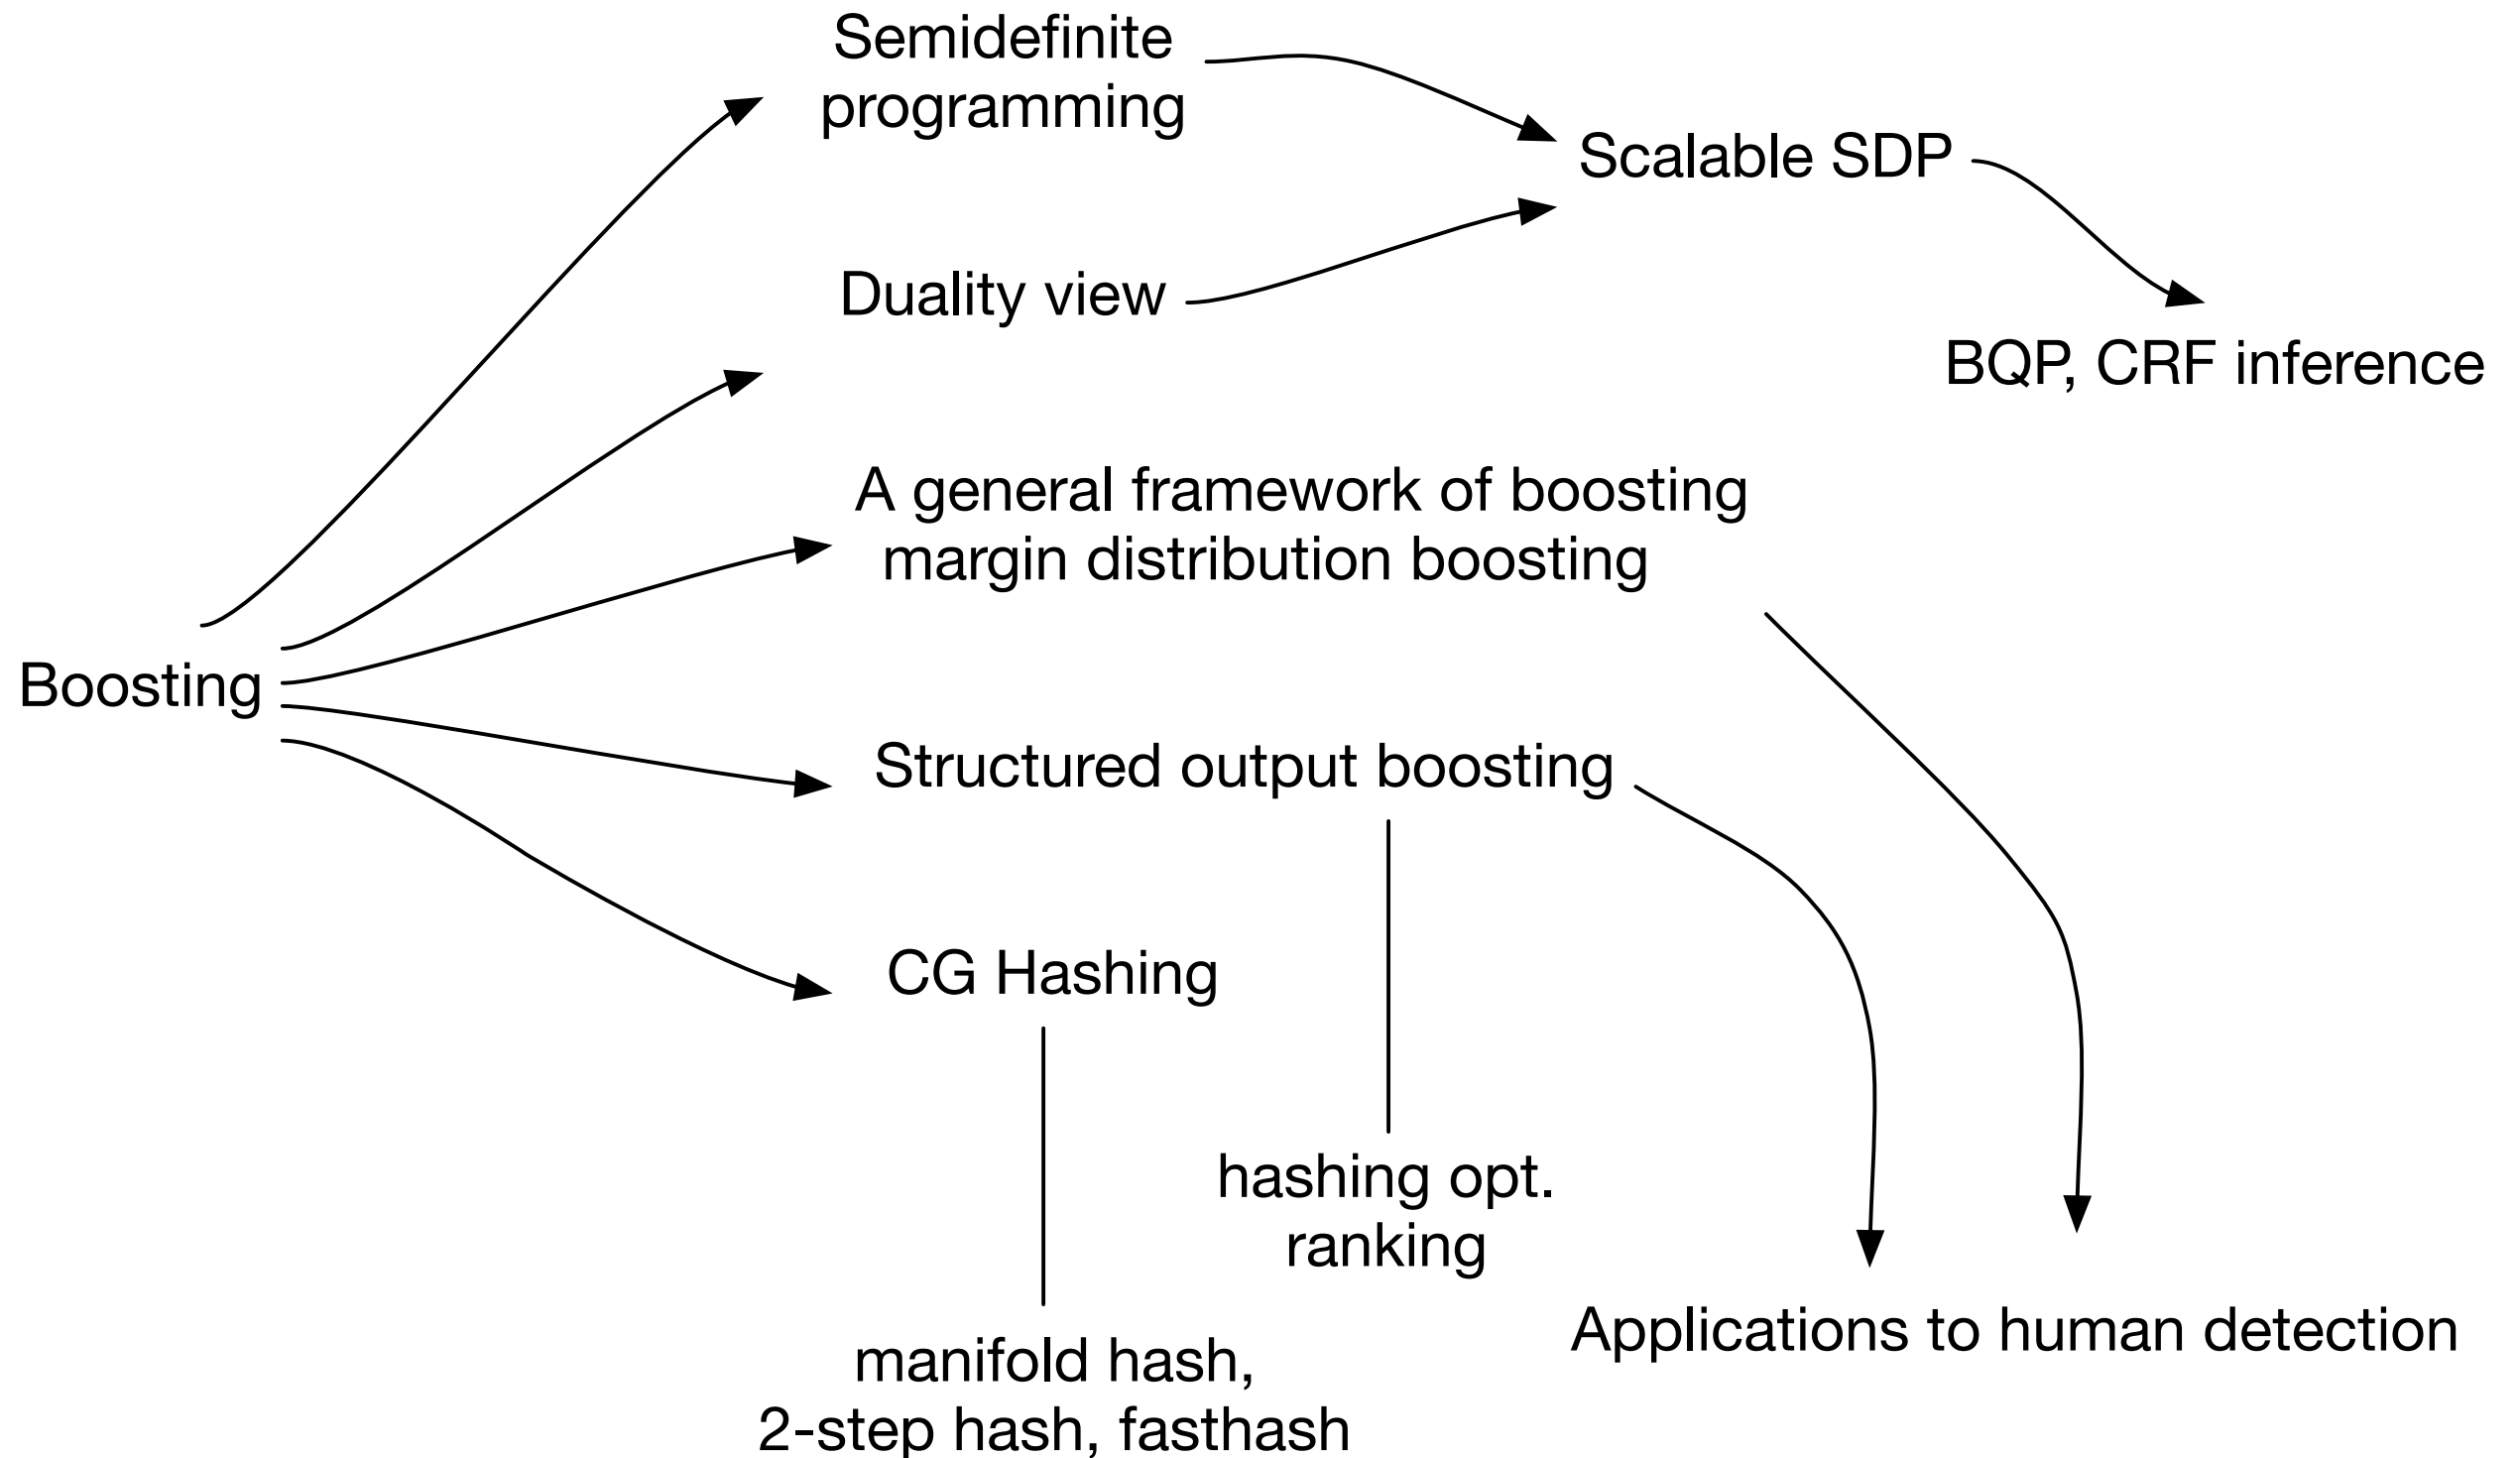 Semidefinite
programming
Scalable SDP
Duality view
BQP, CRF inference
A general framework of boosting
margin distribution boosting
Boosting
Structured output boosting
CG Hashing
hashing opt.
ranking
Applications to human detection
manifold hash,
2-step hash, fasthash